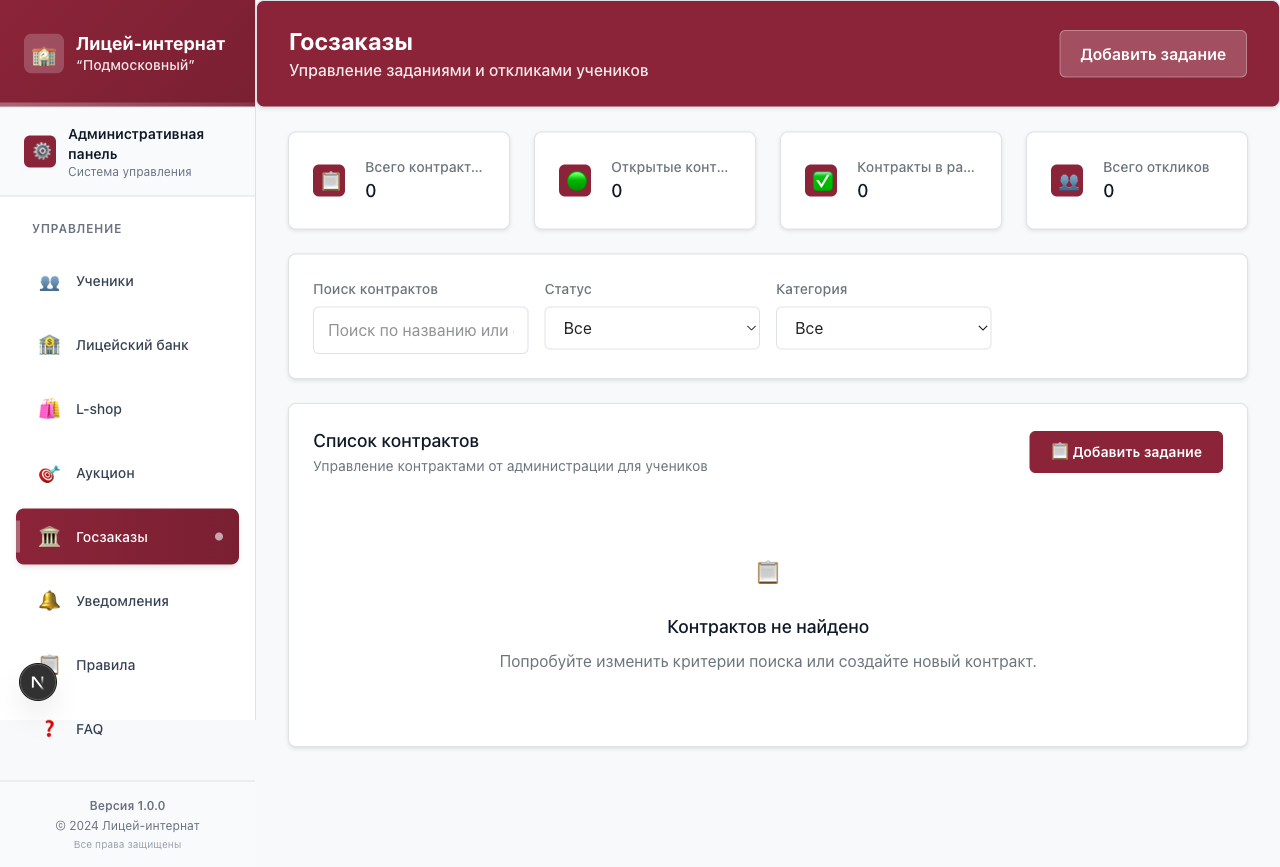 Лицей-интернат
“Подмосковный”
Административная
панель
Система управления
УПРАВЛЕНИЕ
Ученики
Лицейский банк
L-shop
Аукцион
Госзаказы
Уведомления
Правила
N
FAQ
Версия 1.0.0
© 2024 Лицей-интернат
Все права защищены
Госзаказы
Управление заданиями и откликами учеников
Добавить задание
Всего контракт...
0
Открытые конт...
0
Контракты в ра...
0
Всего откликов
0
Поиск контрактов
Поиск по названию или
Статус
Все
Категория
Все
Список контрактов
Управление контрактами от администрации для учеников
Добавить задание
Контрактов не найдено
Попробуйте изменить критерии поиска или создайте новый контракт.